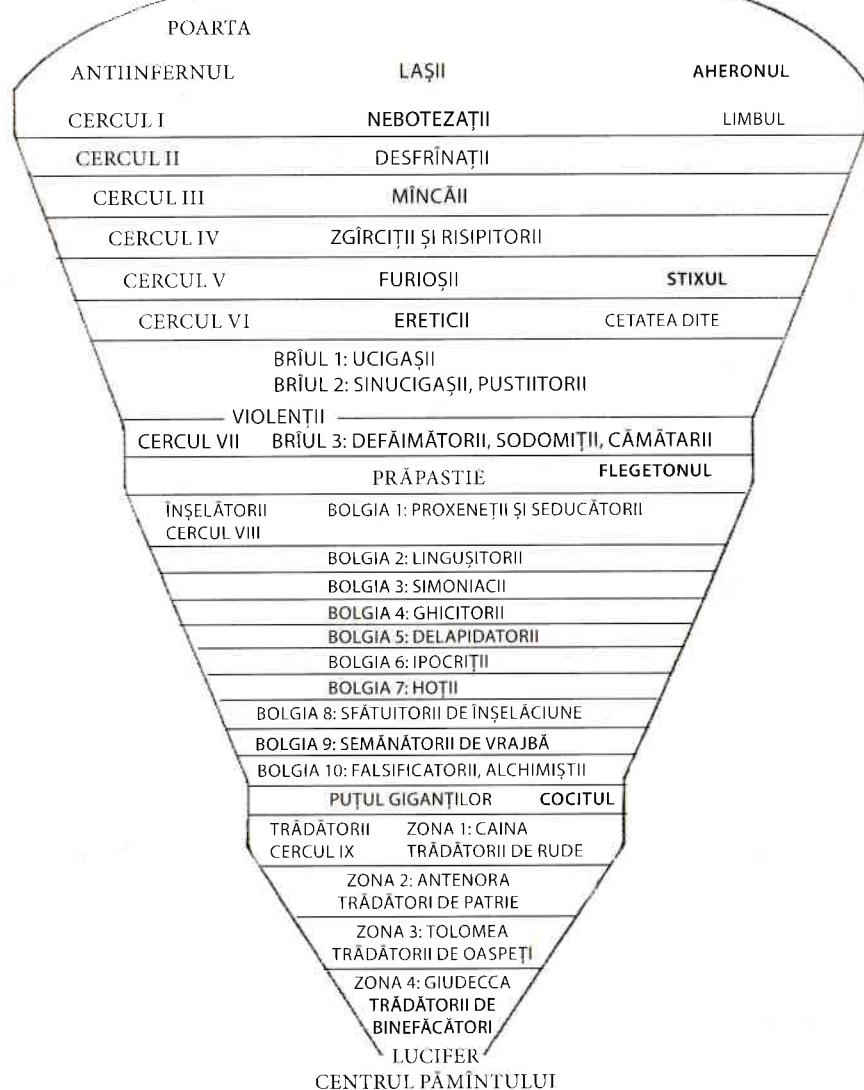 POARTA
ANTIINFERNUL LAȘII AHERONUL
CERCUL I NEBOTEZAȚII LIMBUL
CERCUL II DESFRÎNAȚII
CERCUL III MÎNCĂII
CERCUL IV ZGÎRCIȚII ȘI RISIPITORII
CERCUL V FURIOȘII STIXUL
CERCUL VI ERETICII CETATEA DITE
BRÎUL 1: UCIGAȘII
BRÎUL 2: SINUCIGAȘII, PUSTIITORII
VIOLENȚII
CERCUL VII BRÎUL 3: DEFĂIMĂTORII, SODOMIȚII, CĂMĂTARII
PRĂPASTIE FLEGETONUL
ÎNȘELĂTORII BOLGIA 1: PROXENEȚII ȘI SEDUCĂTORII
CERCUL VIII
BOLGIA 2: LINGUȘITORII
BOLGIA 3: SIMONIACII
BOLGIA 4: GHICITORII
BOLGIA 5: DELAPIDATORII
BOLGIA 6: IPOCRIȚII
BOLGIA 7: HOȚII
BOLGIA 8: SFĂTUITORII DE ÎNȘELĂCIUNE
BOLGIA 9: SEMĂNĂTORII DE VRAJBĂ
BOLGIA 10: FALSIFICATORII, ALCHIMIȘTII
PUȚUL GIGANȚILOR COCITUL
TRĂDĂTORII ZONA 1: CAINA
CERCUL IX TRĂDĂTORII DE RUDE
ZONA 2: ANTENORA
TRĂDĂTORI DE PATRIE
ZONA 3: TOLOMEA
TRĂDĂTORII DE OASPEȚI
ZONA 4: GIUDECCA
TRĂDĂTORII DE
BINEFĂCĂTORI
LUCIFER
CENTRUL PĂMÎNTULUI